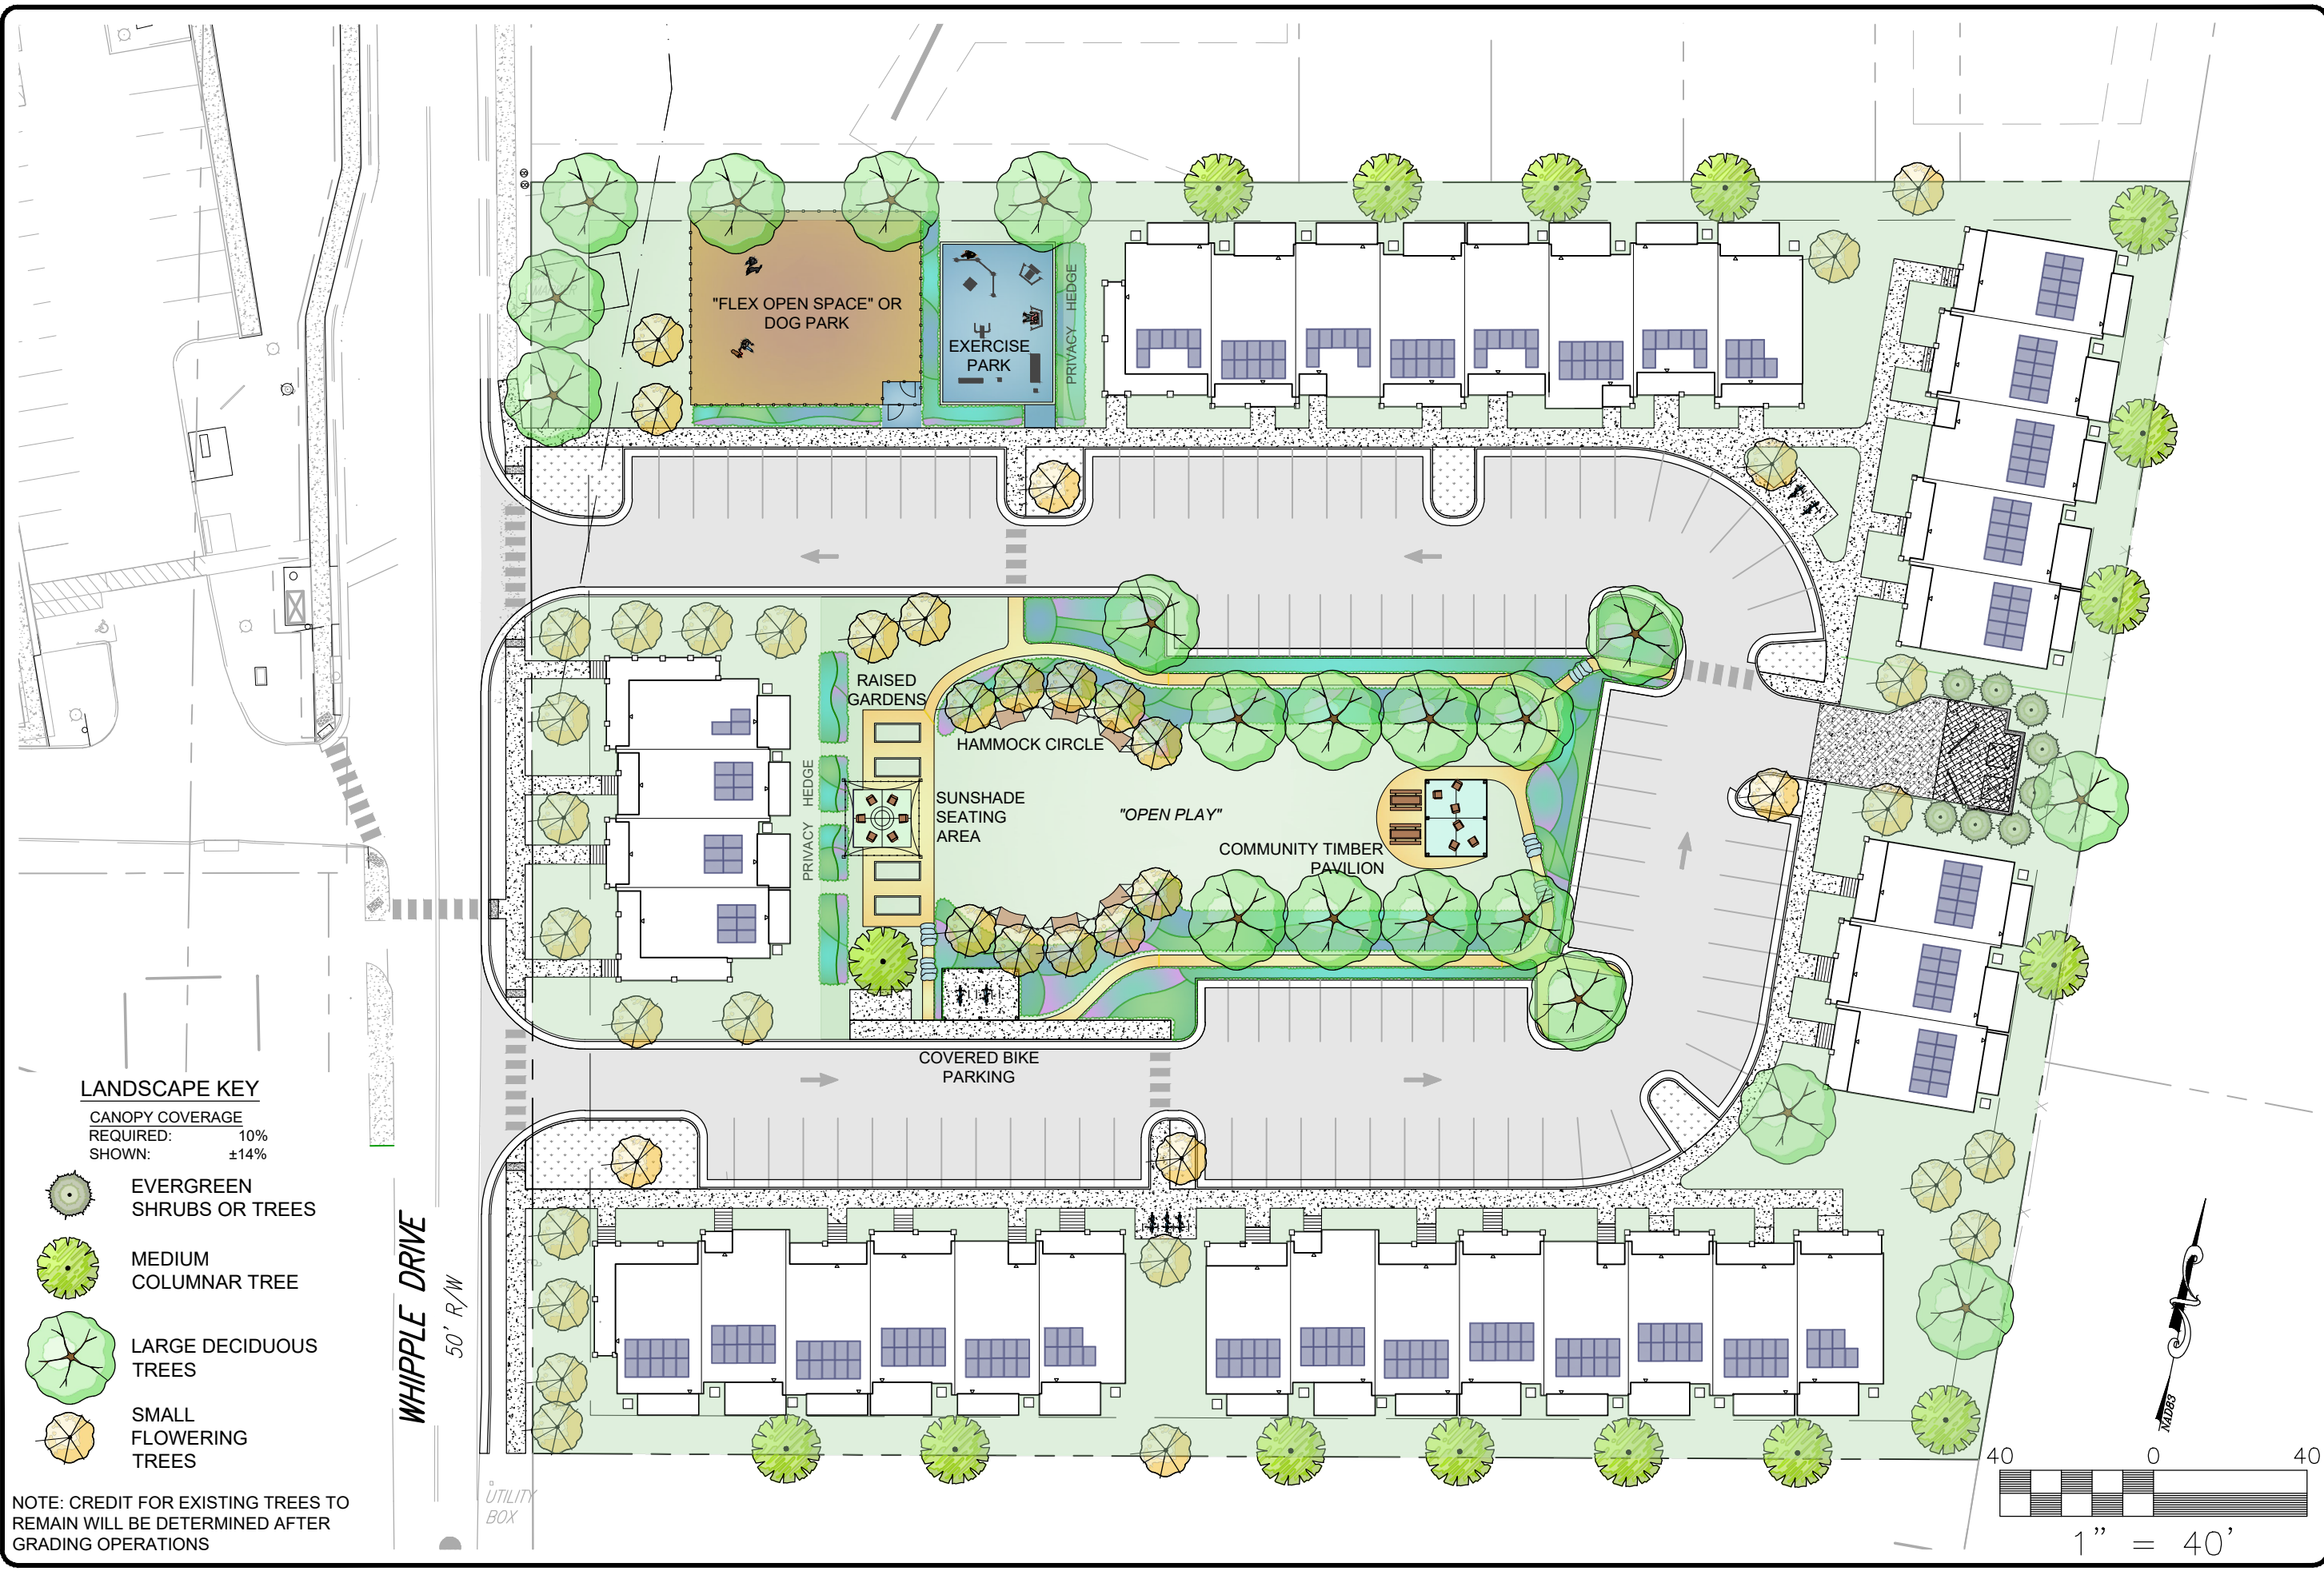 "FLEX OPEN SPACE" OR
DOG PARK
EXERCISE
PARK
PRIVACY HEDGE
RAISED
GARDENS
HAMMOCK CIRCLE
PRIVACY HEDGE
SUNSHADE
SEATING
AREA
"OPEN PLAY"
COMMUNITY TIMBER
PAVILION
COVERED BIKE
PARKING
LANDSCAPE KEY
CANOPY COVERAGE
REQUIRED: 10%
SHOWN: ±14%
EVERGREEN
SHRUBS OR TREES
MEDIUM
COLUMNAR TREE
LARGE DECIDUOUS
TREES
SMALL
FLOWERING
TREES
NOTE: CREDIT FOR EXISTING TREES TO
REMAIN WILL BE DETERMINED AFTER
GRADING OPERATIONS
WHIPPLE DRIVE
50' R/W
UTILITY
BOX
NAD83
40 0 40
1" = 40'